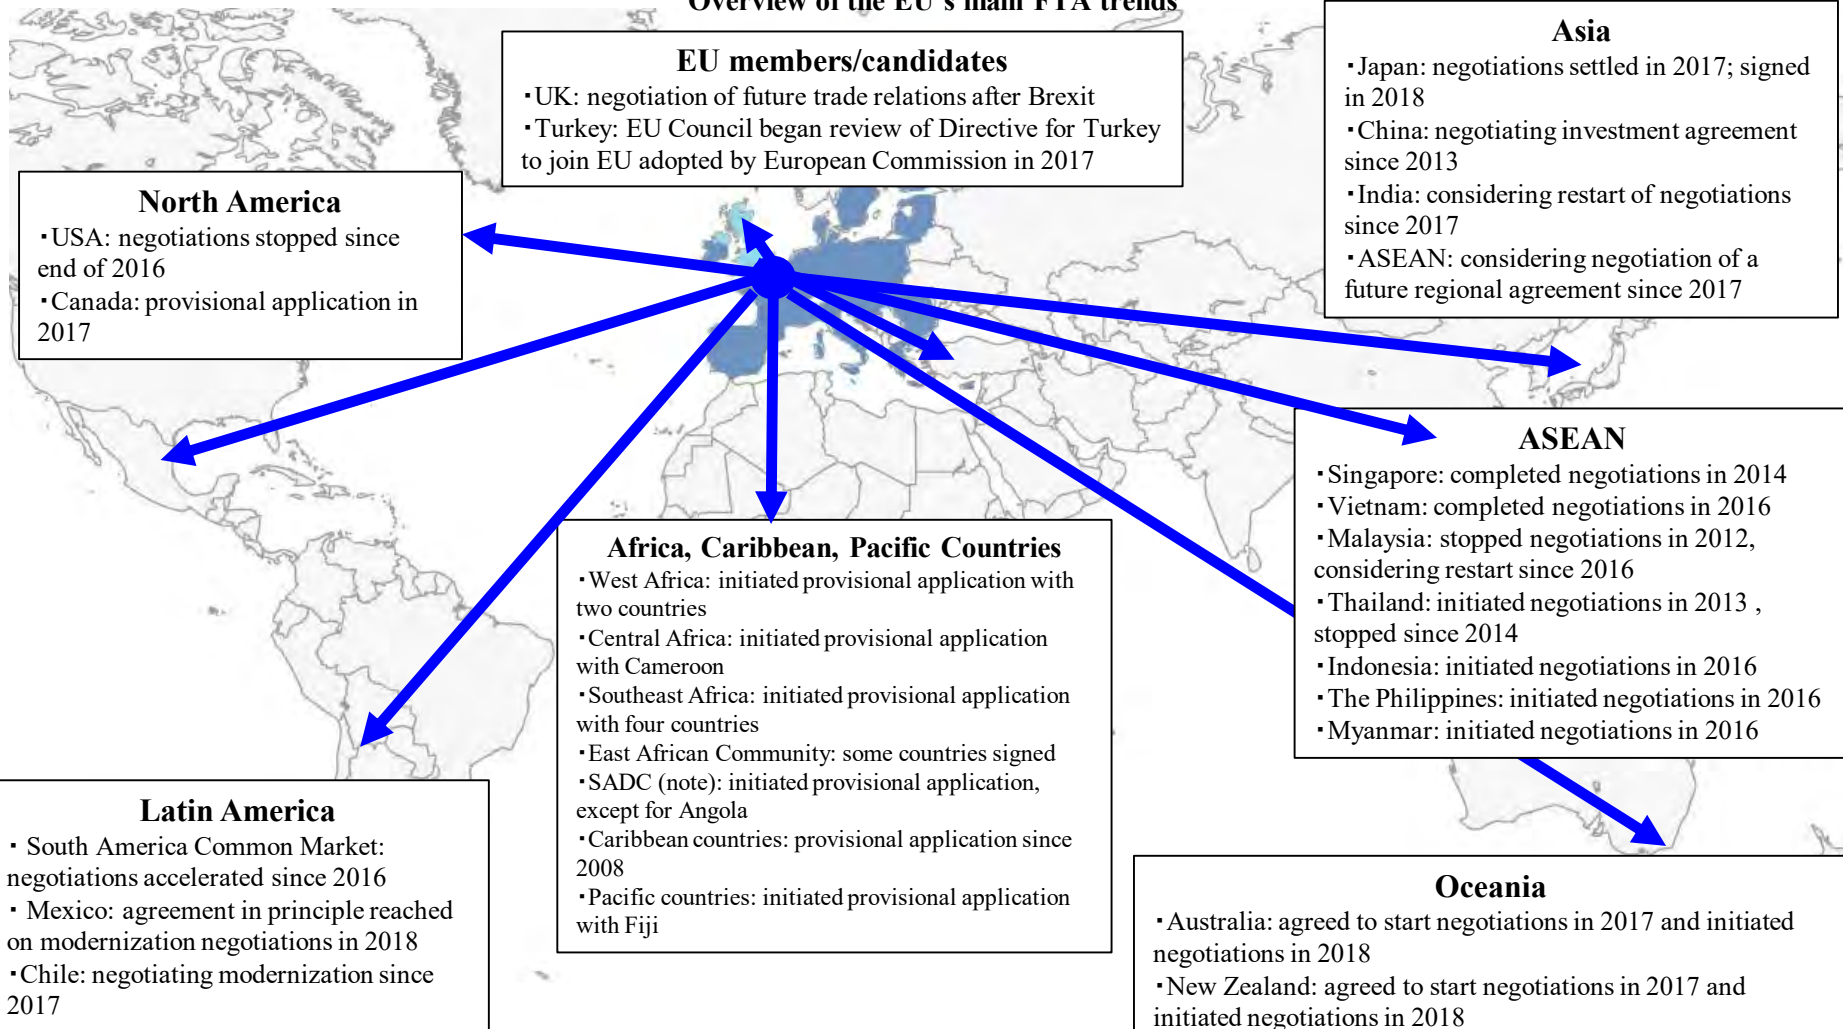 Overview of the EU's main FTA trends
EU members/candidates
・UK: negotiation of future trade relations after Brexit
・Turkey: EU Council began review of Directive for Turkey
to join EU adopted by European Commission in 2017
Asia
・Japan: negotiations settled in 2017; signed
in 2018
・China: negotiating investment agreement
since 2013
・India: considering restart of negotiations
since 2017
・ASEAN: considering negotiation of a
future regional agreement since 2017
North America
・USA: negotiations stopped since
end of 2016
・Canada: provisional application in
2017
ASEAN
・Singapore: completed negotiations in 2014
・Vietnam: completed negotiations in 2016
・Malaysia: stopped negotiations in 2012,
considering restart since 2016
・Thailand: initiated negotiations in 2013 ,
stopped since 2014
・Indonesia: initiated negotiations in 2016
・The Philippines: initiated negotiations in 2016
・Myanmar: initiated negotiations in 2016
Africa, Caribbean, Pacific Countries
・West Africa: initiated provisional application with
two countries
・Central Africa: initiated provisional application
with Cameroon
・Southeast Africa: initiated provisional application
with four countries
・East African Community: some countries signed
・SADC (note): initiated provisional application,
except for Angola
・Caribbean countries: provisional application since
2008
・Pacific countries: initiated provisional application
with Fiji
Latin America
・ South America Common Market:
negotiations accelerated since 2016
・ Mexico: agreement in principle reached
on modernization negotiations in 2018
・Chile: negotiating modernization since
2017
Oceania
・Australia: agreed to start negotiations in 2017 and initiated
negotiations in 2018
・New Zealand: agreed to start negotiations in 2017 and
initiated negotiations in 2018